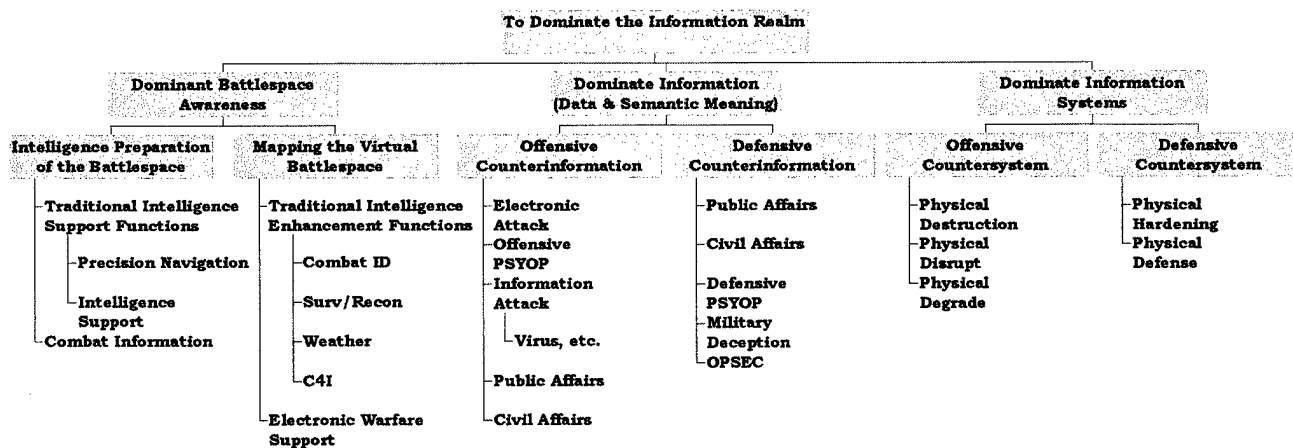 To Dominate the Information Realm
Dominant Battlespace
Awareness
Dominate Information
(Data & Semantic Meaning)
Dominate Information
Systems
Intelligence Preparation
of the Battlespace
Mapping the Virtual
Battlespace
Offensive
Counterinformation
Defensive
Counterinformation
Offensive
Countersystem
Defensive
Countersystem
Traditional Intelligence
Support Functions
Precision Navigation
Intelligence
Support
Combat Information
Traditional Intelligence
Enhancement Functions
Combat ID
Surv/Recon
Weather
C4I
Electronic Warfare
Support
Electronic
Attack
Offensive
PSYOP
Information
Attack
Virus, etc.
Public Affairs
Civil Affairs
Public Affairs
Civil Affairs
Defensive
PSYOP
Military
Deception
OPSEC
Physical
Destruction
Physical
Disrupt
Physical
Degrade
Physical
Hardening
Physical
Defense